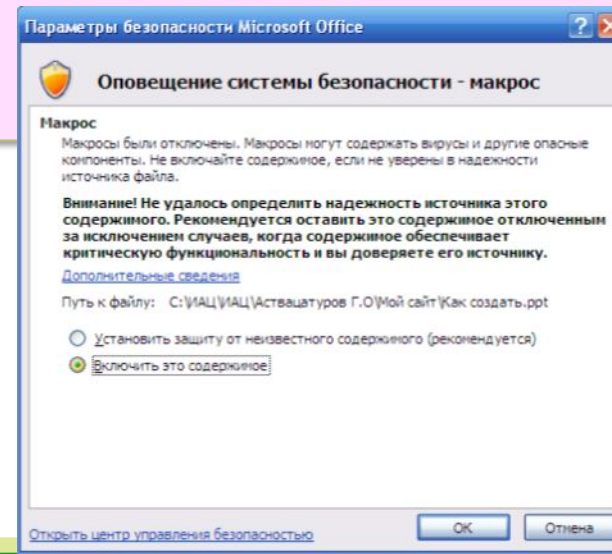 Параметры безопасности Microsoft Office
Оповещение системы безопасности - макрос
Макрос
Макросы были отключены. Макросы могут содержать вирусы и другие опасные
компоненты. Не включайте содержимое, если не уверены в надежности
источника файла.
Внимание! Не удалось определить надежность источника этого
содержимого. Рекомендуется оставить это содержимое отключенным
за исключением случаев, когда содержимое обеспечивает
критическую функциональность и вы доверяете его источнику.
Дополнительные сведения
Путь к файлу: C:\ИАЦ\ИАЦ\Аствацатуров Г.О\Мой сайт\Как создать.ppt
Установить защиту от неизвестного содержимого (рекомендуется)
Включить это содержимое
Открыть центр управления безопасностью
ОК
Отмена